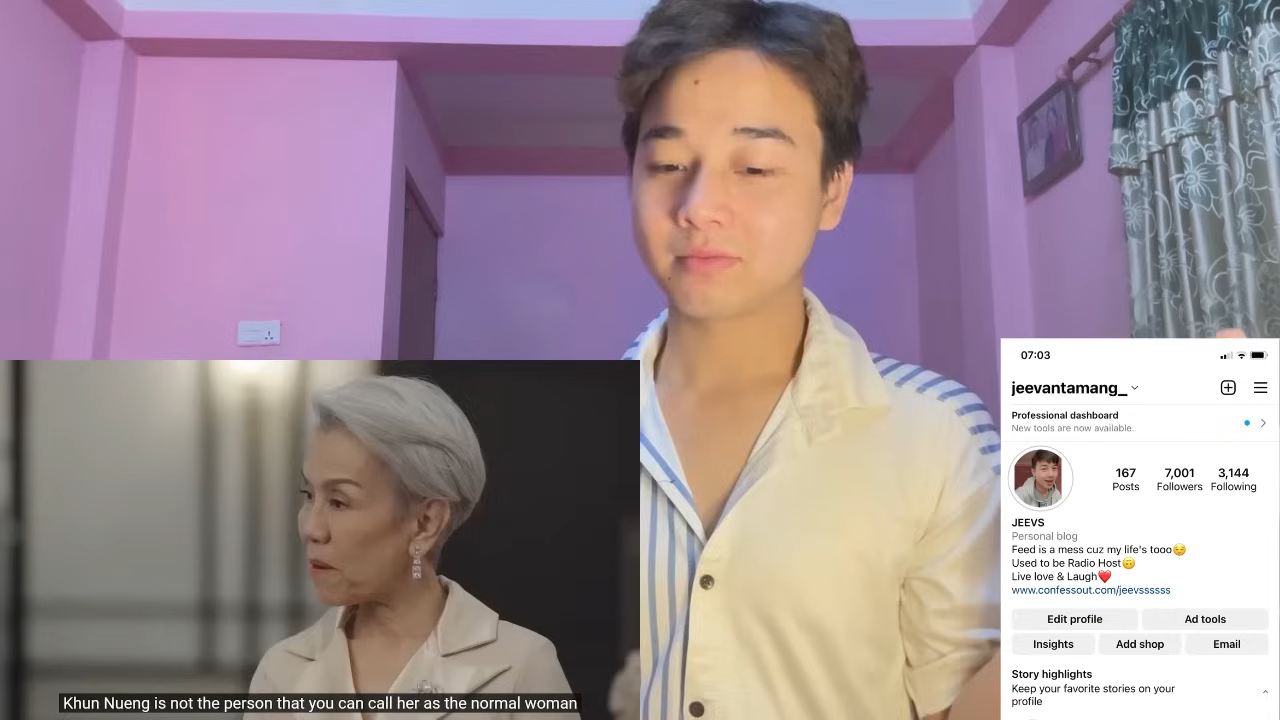 Khun Nueng is not the person that you can call her as the normal woman
07:03
jeevantamang_
Professional dashboard
New tools are now available.
167 7,001 3,144
Posts Followers Following
JEEVS
Personal blog
Feed is a mess cuz my life's tooo😌
Used to be Radio Host🙃
Live love & Laugh❤️
www.confessout.com/jeevssssss
Edit profile Ad tools
Insights Add shop Email
Story highlights
Keep your favorite stories on your
profile